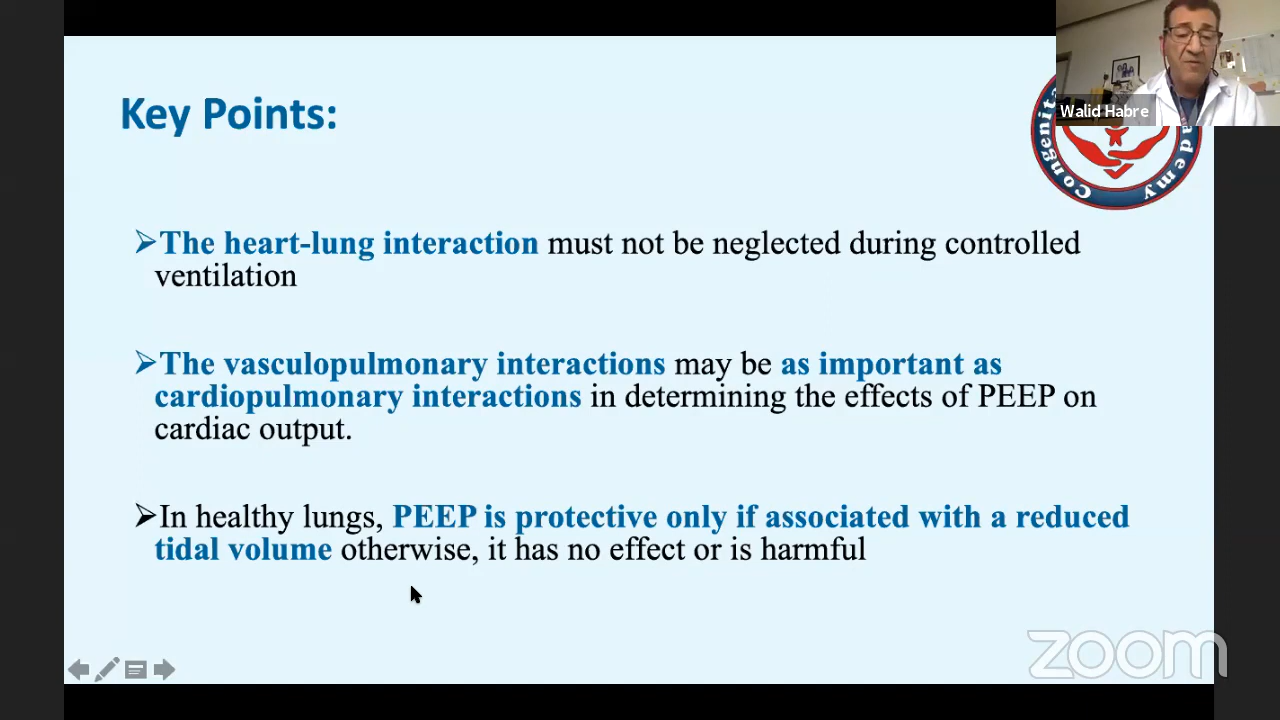 Walid Habre
Congenita
ademy
Key Points:
➢The heart-lung interaction must not be neglected during controlled
ventilation
➢The vasculopulmonary interactions may be as important as
cardiopulmonary interactions in determining the effects of PEEP on
cardiac output.
➢In healthy lungs, PEEP is protective only if associated with a reduced
tidal volume otherwise, it has no effect or is harmful
zoom